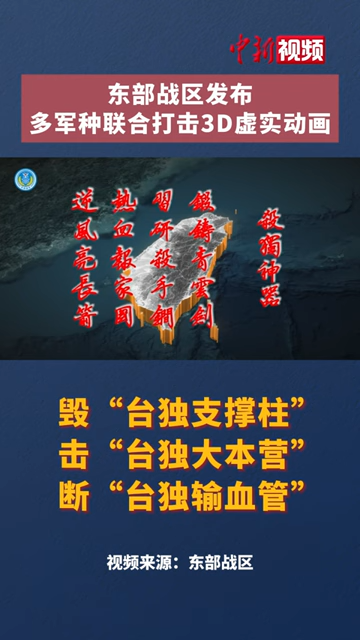 中新视频
东部战区发布
多军种联合打击3D虚实动画
殺獨神器
鍛鑄青雲劍
習研殺手鐧
熱血報家國
逆風亮長箭
毁“台独支撑柱”
击“台独大本营”
断“台独输血管”
视频来源：东部战区